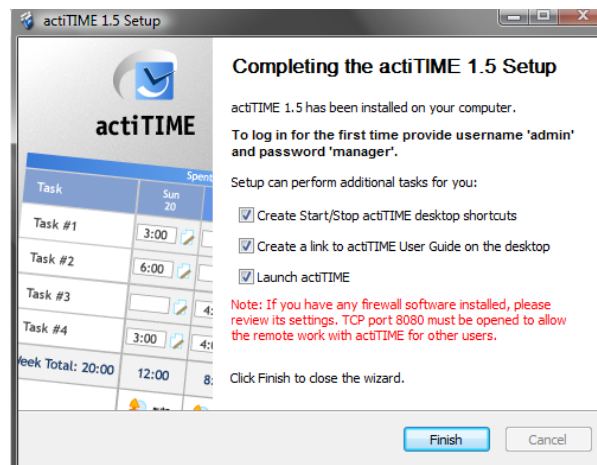 actiTIME 1.5 Setup
Completing the actiTIME 1.5 Setup
actiTIME 1.5 has been installed on your computer.
To log in for the first time provide username 'admin'
and password 'manager'.
Setup can perform additional tasks for you:
Create Start/Stop actiTIME desktop shortcuts
Create a link to actiTIME User Guide on the desktop
Launch actiTIME
Note: If you have any firewall software installed, please
review its settings. TCP port 8080 must be opened to allow
the remote work with actiTIME for other users.
Click Finish to close the wizard.
actiTIME
Spent
Task
Sun
20
Task #1
3:00
Task #2
6:00
Task #3
4:
Task #4
3:00
4:
Week Total: 20:00
12:00
8:
Finish
Cancel